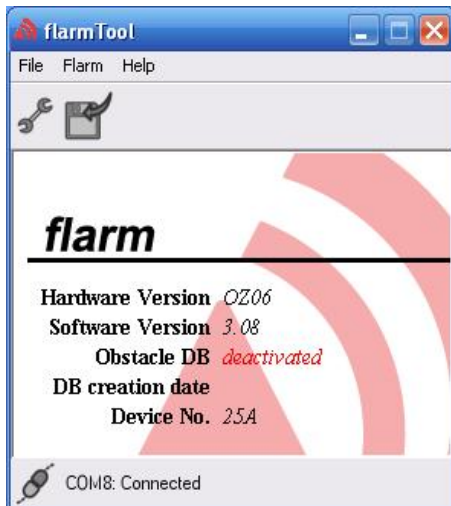 flarmTool
File Flarm Help
flarm
Hardware Version OZ06
Software Version 3.08
Obstacle DB deactivated
DB creation date
Device No. 25A
COM8: Connected